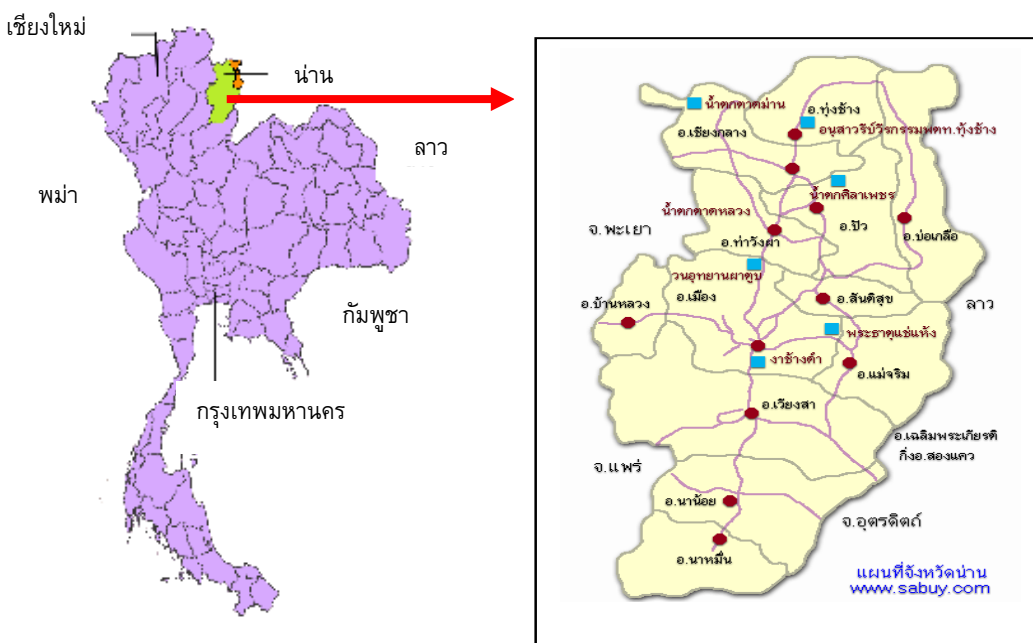 เชียงใหม่
น่าน
ลาว
พม่า
กัมพูชา
กรุงเทพมหานคร
น้ำตกตาดม่าน
อ.ทุ่งช้าง
อ.เชียงกลาง
อนุสาวรีย์วีรกรรมพตท.ทุ่งช้าง
น้ำตกศิลาเพชร
น้ำตกตาดหลวง
อ.ปัว
จ.พะเยา
อ.ท่าวังผา
อ.บ่อเกลือ
วนอุทยานผาตูบ
อ.บ้านหลวง
อ.เมือง
อ.สันติสุข
ลาว
พระธาตุแช่แห้ง
งาช้างดำ
อ.แม่จริม
อ.เวียงสา
อ.เฉลิมพระเกียรติ
กิ่งอ.สองแคว
จ.แพร่
อ.นาน้อย
จ.อุตรดิตถ์
อ.นาหมื่น
แผนที่จังหวัดน่าน
www.sabuy.com